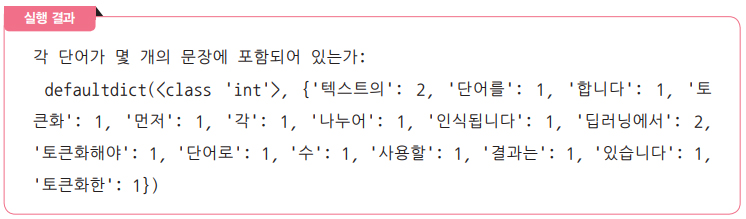 실행 결과
각 단어가 몇 개의 문장에 포함되어 있는가:
defaultdict(<class 'int'>, {'텍스트의': 2, '단어를': 1, '합니다': 1, '토
큰화': 1, '먼저': 1, '각': 1, '나누어': 1, '인식됩니다': 1, '딥러닝에서': 2,
'토큰화해야': 1, '단어로': 1, '수': 1, '사용할': 1, '결과는': 1, '있습니다': 1,
'토큰화한': 1})